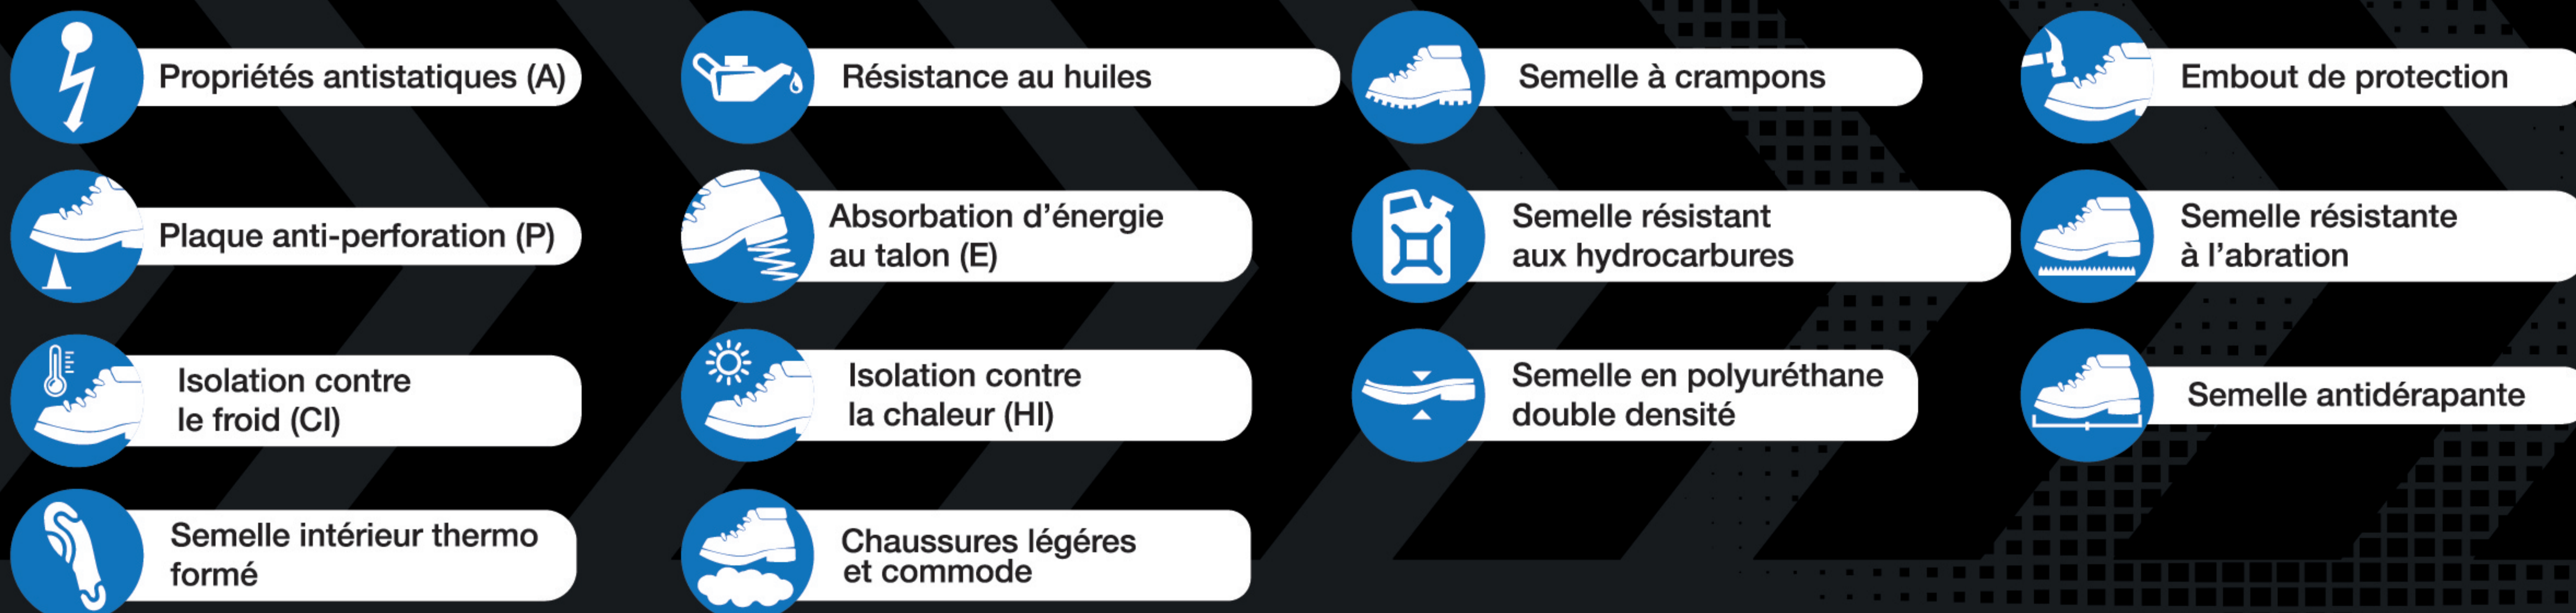 Propriétés antistatiques (A)
Résistance au huiles
Semelle à crampons
Embout de protection
Plaque anti-perforation (P)
Absorbation d'énergie
au talon (E)
Semelle résistant
aux hydrocarbures
Semelle résistante
à l'abration
Isolation contre
le froid (CI)
Isolation contre
la chaleur (HI)
Semelle en polyuréthane
double densité
Semelle antidérapante
Semelle intérieur thermo
formé
Chaussures légéres
et commode